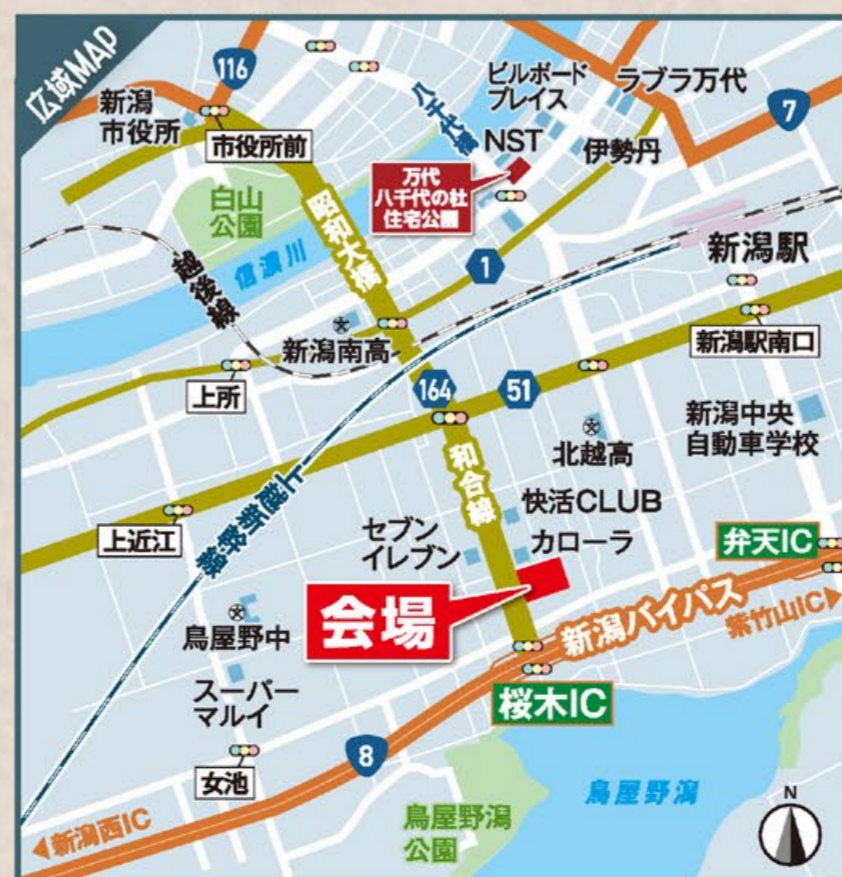 広域MAP
116
新潟
市役所
市役所前
八千代橋
ビルボード
プレイス
ラブラ万代
7
NST
伊勢丹
万代
八千代の杜
住宅公園
白山
公園
昭和大橋
信濃川
越後線
1
新潟駅
新潟南高
新潟駅南口
上所
164
51
新潟中央
自動車学校
北越高
和合線
快活CLUB
上越新幹線
上近江
セブン
イレブン
カローラ
弁天IC
会場
新潟バイパス
紫竹山IC
鳥屋野中
スーパー
マルイ
桜木IC
女池
8
鳥屋野潟
新潟西IC
鳥屋野潟
公園
N